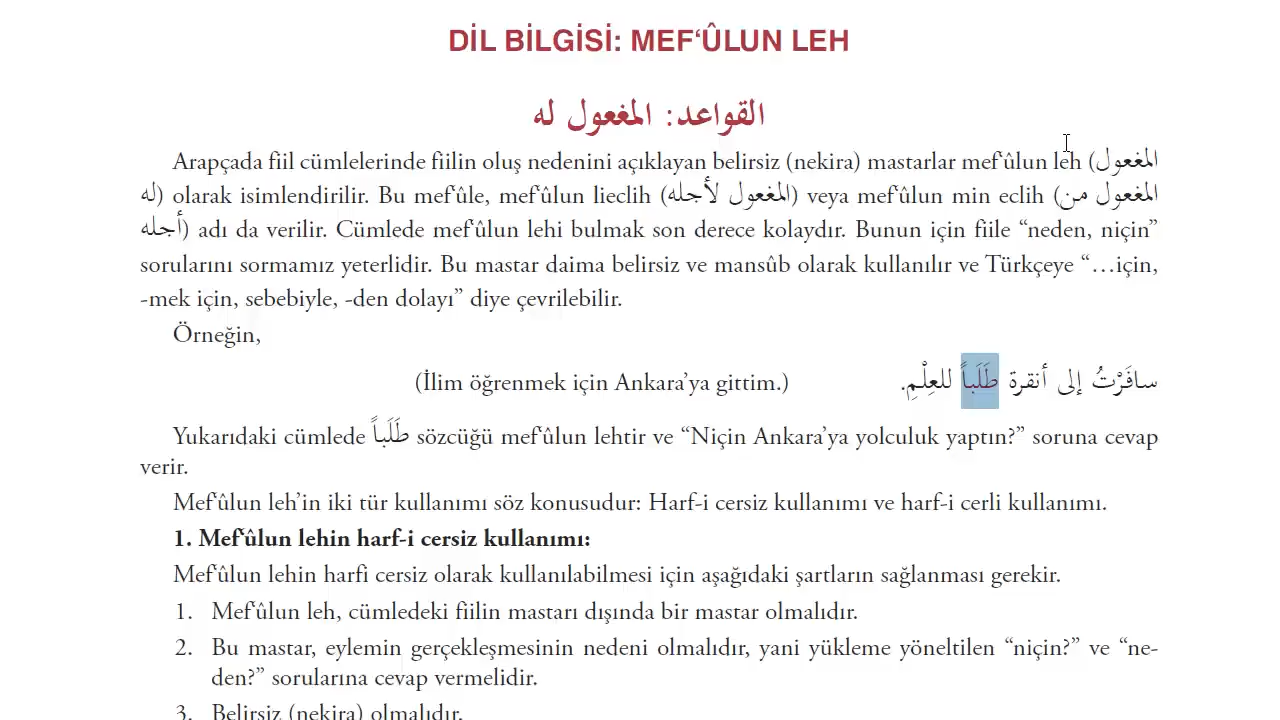 DİL BİLGİSİ: MEF‘ÛLUN LEH
القواعد: المفعول له
Arapçada fiil cümlelerinde fiilin oluş nedenini açıklayan belirsiz (nekira) mastarlar mef‘ûlun leh (المفعول
له) olarak isimlendirilir. Bu mef‘ûle, mef‘ûlun lieclih (المفعول لأجله) veya mef‘ûlun min eclih (المفعول من
أجله) adı da verilir. Cümlede mef‘ûlun lehi bulmak son derece kolaydır. Bunun için fiile “neden, niçin”
sorularını sormamız yeterlidir. Bu mastar daima belirsiz ve mansûb olarak kullanılır ve Türkçeye “…için,
-mek için, sebebiyle, -den dolayı” diye çevrilebilir.
Örneğin,
سافَرْتُ إلى أنقرة طَلَباً للعِلْمِ. (İlim öğrenmek için Ankara’ya gittim.)
Yukarıdaki cümlede طَلَباً sözcüğü mef‘ûlun lehtir ve “Niçin Ankara’ya yolculuk yaptın?” soruna cevap
verir.
Mef‘ûlun leh’in iki tür kullanımı söz konusudur: Harf-i cersiz kullanımı ve harf-i cerli kullanımı.
1. Mef‘ûlun lehin harf-i cersiz kullanımı:
Mef‘ûlun lehin harfi cersiz olarak kullanılabilmesi için aşağıdaki şartların sağlanması gerekir.
1. Mef‘ûlun leh, cümledeki fiilin mastarı dışında bir mastar olmalıdır.
2. Bu mastar, eylemin gerçekleşmesinin nedeni olmalıdır, yani yükleme yöneltilen “niçin?” ve “ne-
den?” sorularına cevap vermelidir.
3. Belirsiz (nekira) olmalıdır.